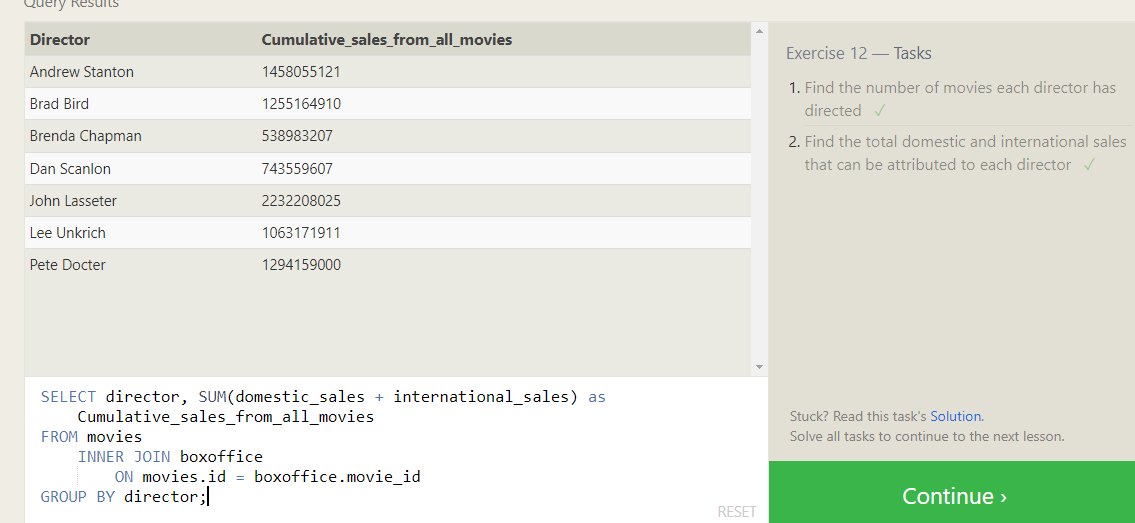 Query Results
Director Cumulative_sales_from_all_movies
Andrew Stanton 1458055121
Brad Bird 1255164910
Brenda Chapman 538983207
Dan Scanlon 743559607
John Lasseter 2232208025
Lee Unkrich 1063171911
Pete Docter 1294159000
SELECT director, SUM(domestic_sales + international_sales) as
Cumulative_sales_from_all_movies
FROM movies
INNER JOIN boxoffice
ON movies.id = boxoffice.movie_id
GROUP BY director;
RESET
Exercise 12 — Tasks
1. Find the number of movies each director has
directed ✓
2. Find the total domestic and international sales
that can be attributed to each director ✓
Stuck? Read this task's Solution.
Solve all tasks to continue to the next lesson.
Continue ›